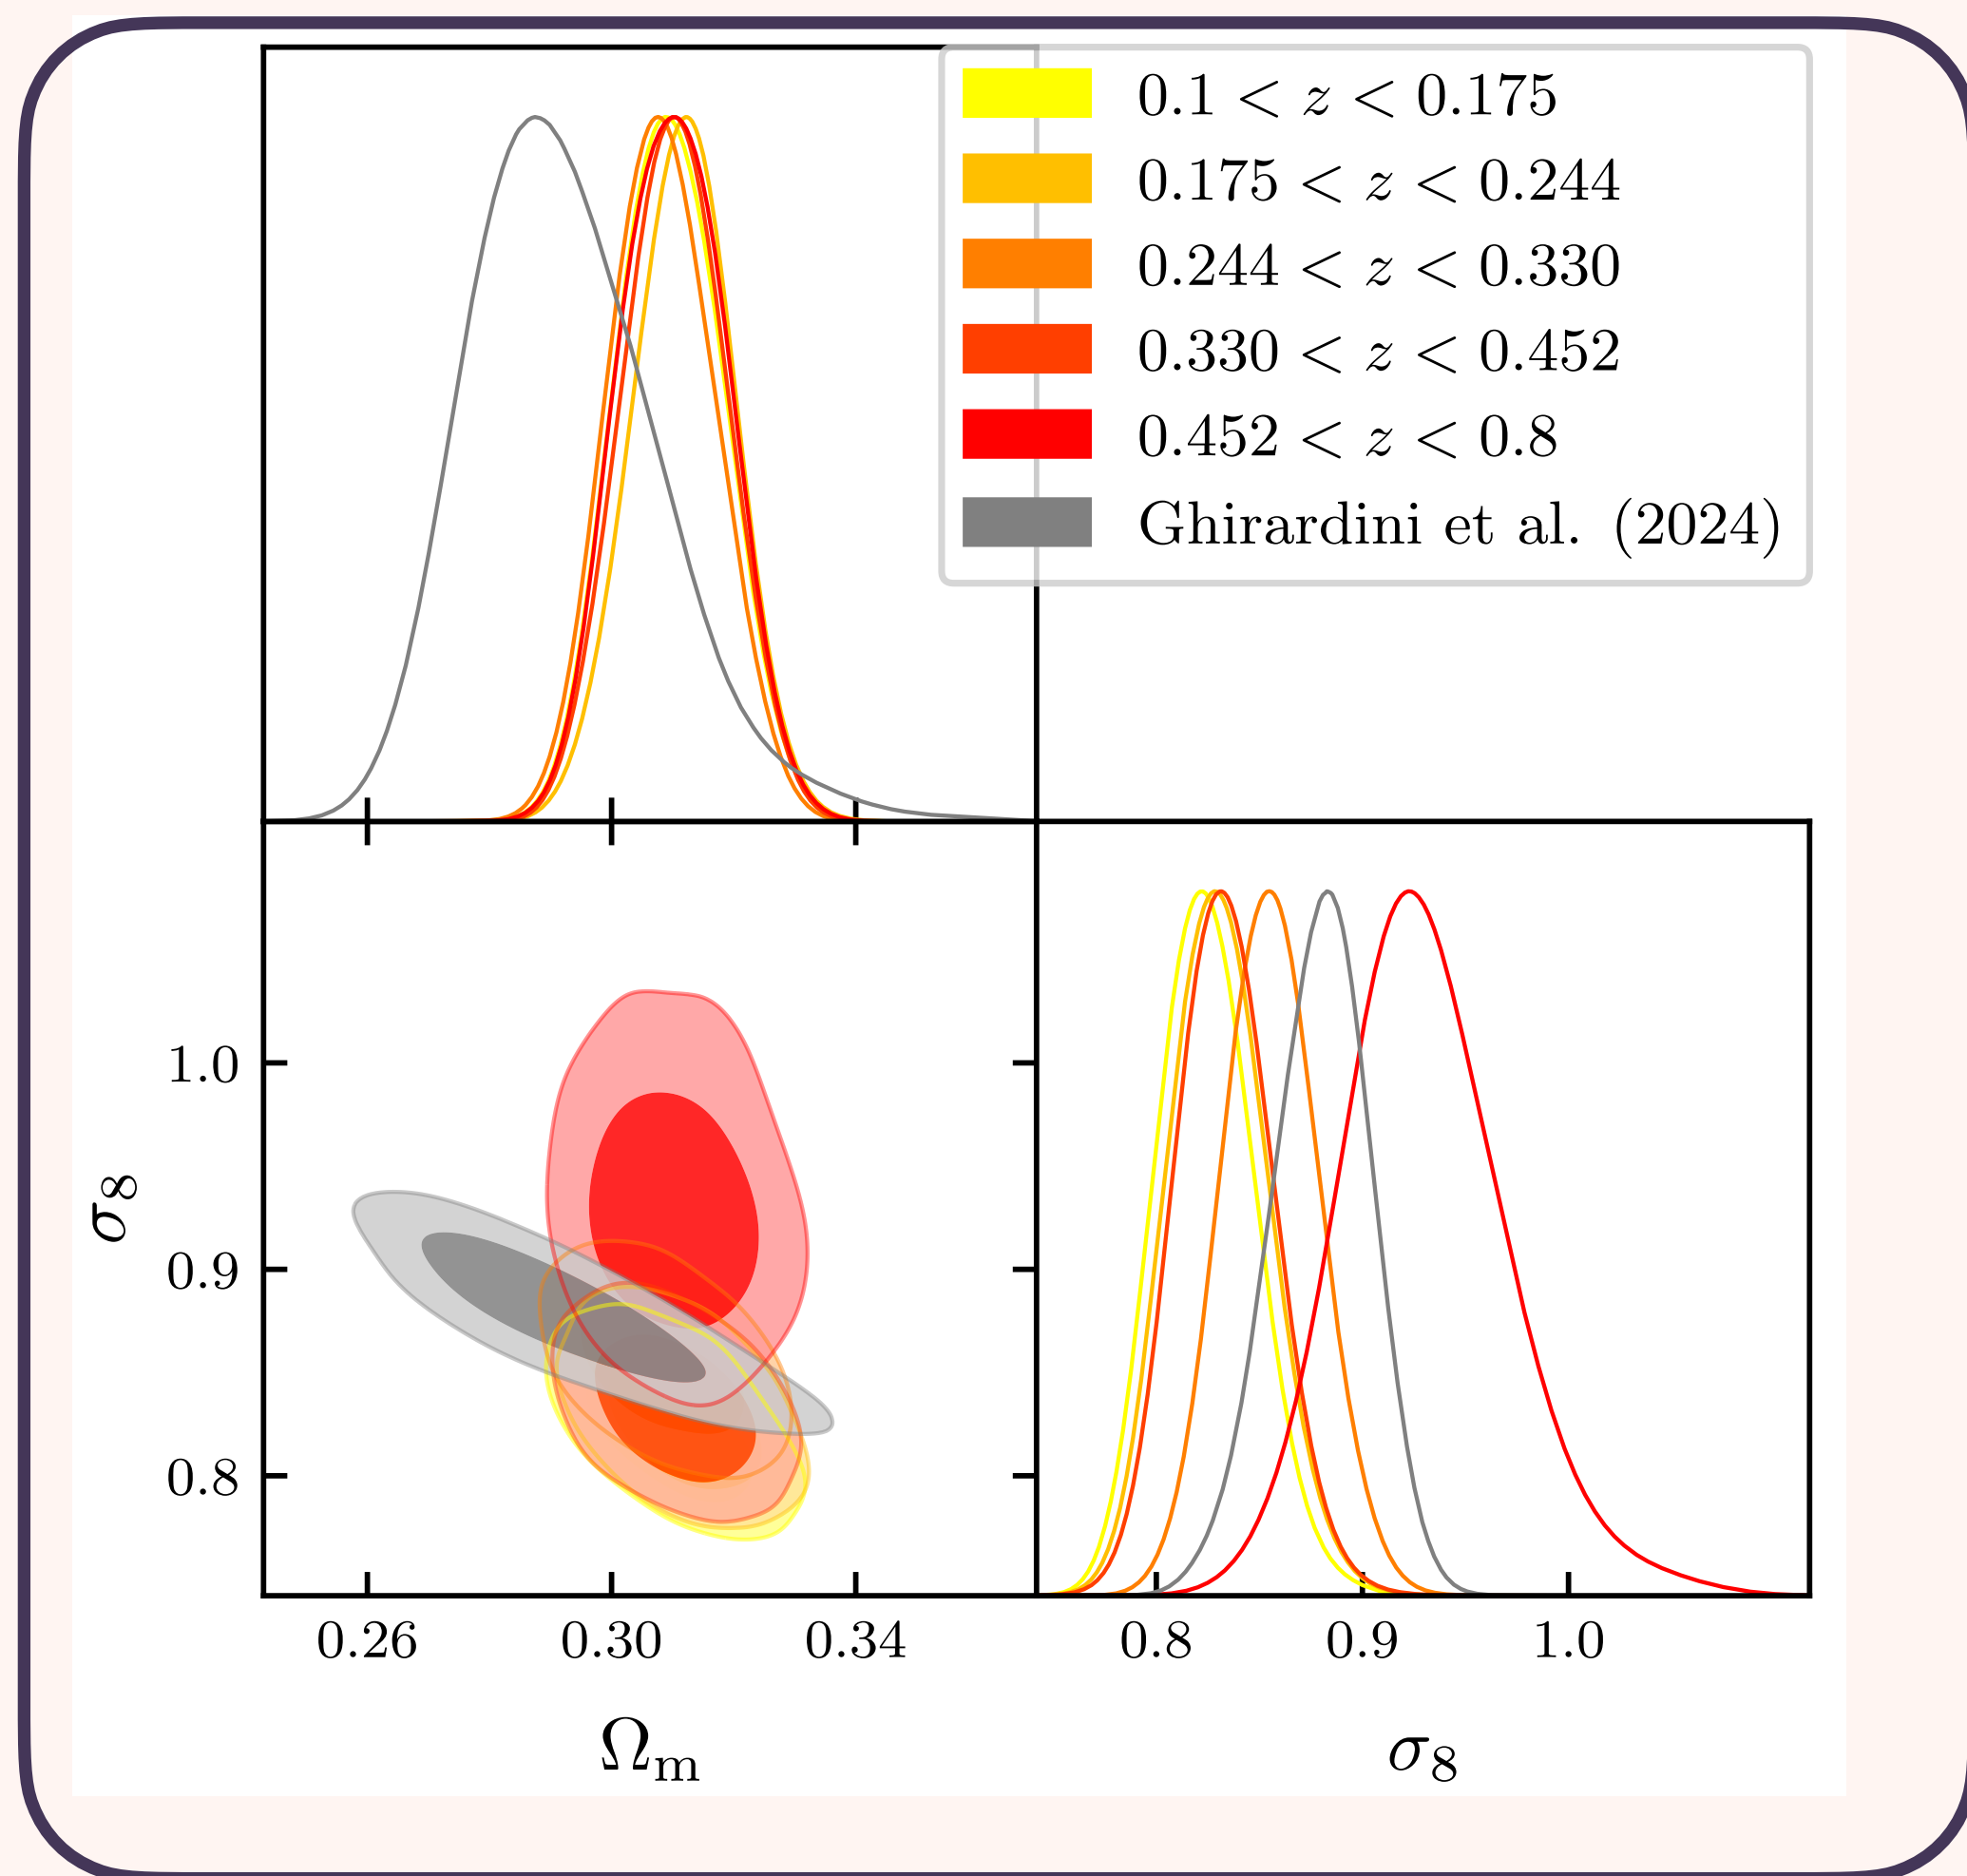 0.1 < z < 0.175
0.175 < z < 0.244
0.244 < z < 0.330
0.330 < z < 0.452
0.452 < z < 0.8
Ghirardini et al. (2024)
1.0
0.9
0.8
σ₈
0.26 0.30 0.34
0.8 0.9 1.0
Ωₘ
σ₈